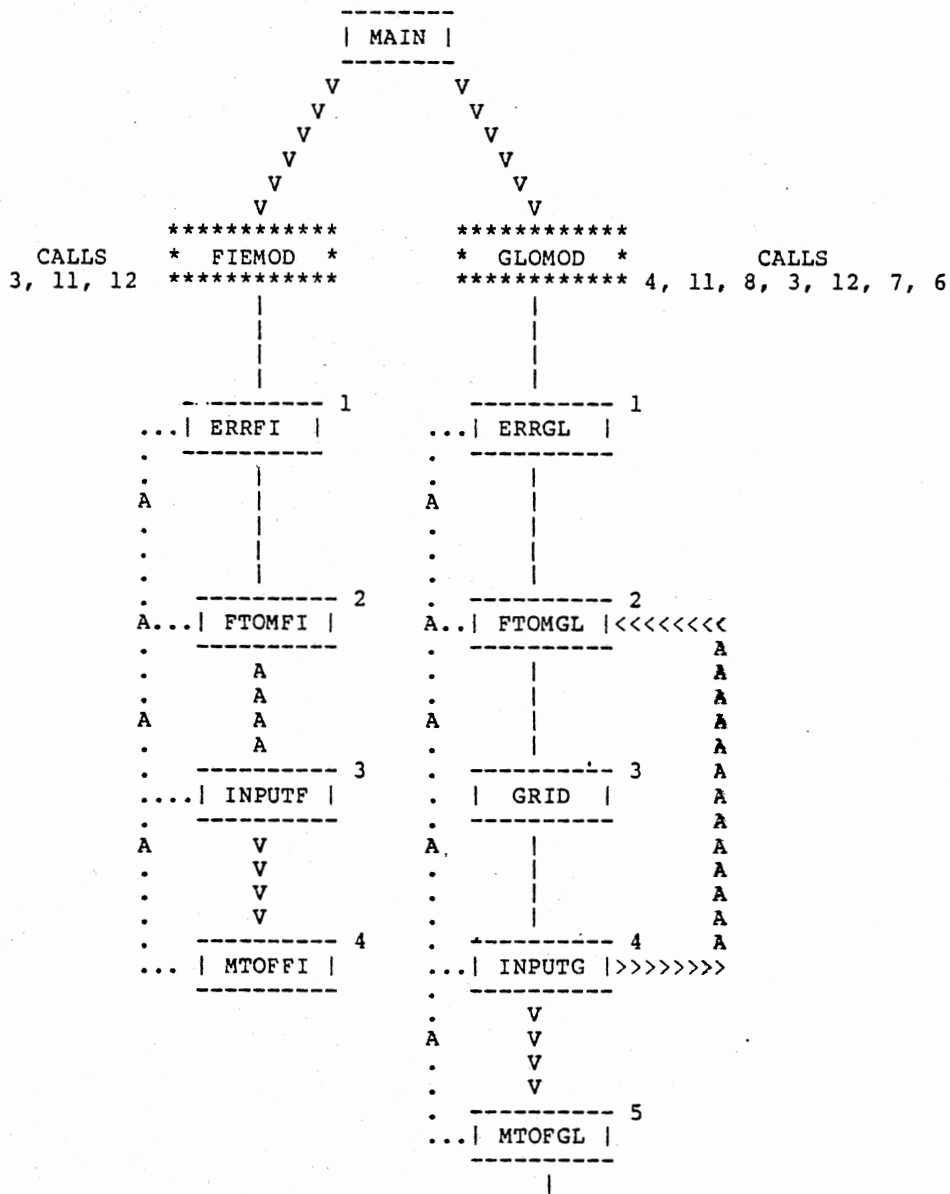 MAIN
CALLS * FIEMOD * * GLOMOD * CALLS
3, 11, 12 4, 11, 8, 3, 12, 7, 6
1 1
ERRFI ERRGL
2 2
FTOMFI FTOMGL
3 3
INPUTF GRID
4 4
MTOFFI INPUTG
5
MTOFGL